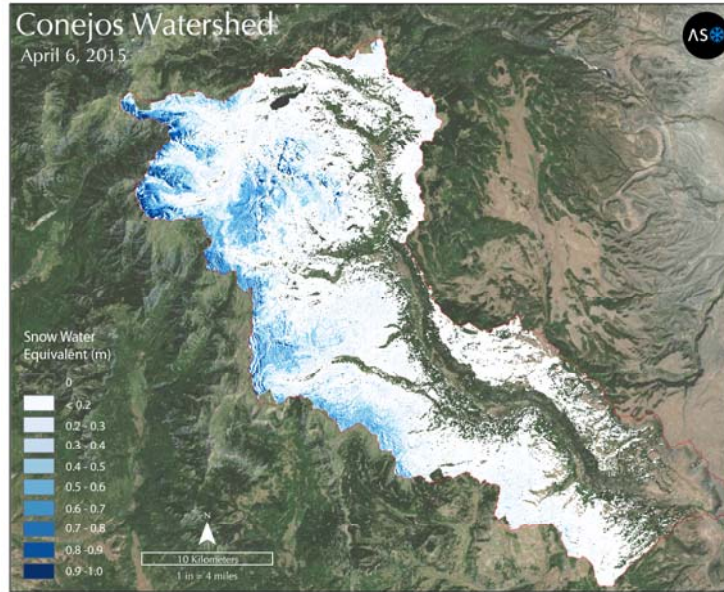 Conejos Watershed
April 6, 2015
ASO
Snow Water
Equivalent (m)
0
< 0.2
0.2 - 0.3
0.3 - 0.4
0.4 - 0.5
0.5 - 0.6
0.6 - 0.7
0.7 - 0.8
0.8 -0.9
0.9 -1.0
N
10 Kilometers
1 in = 4 miles